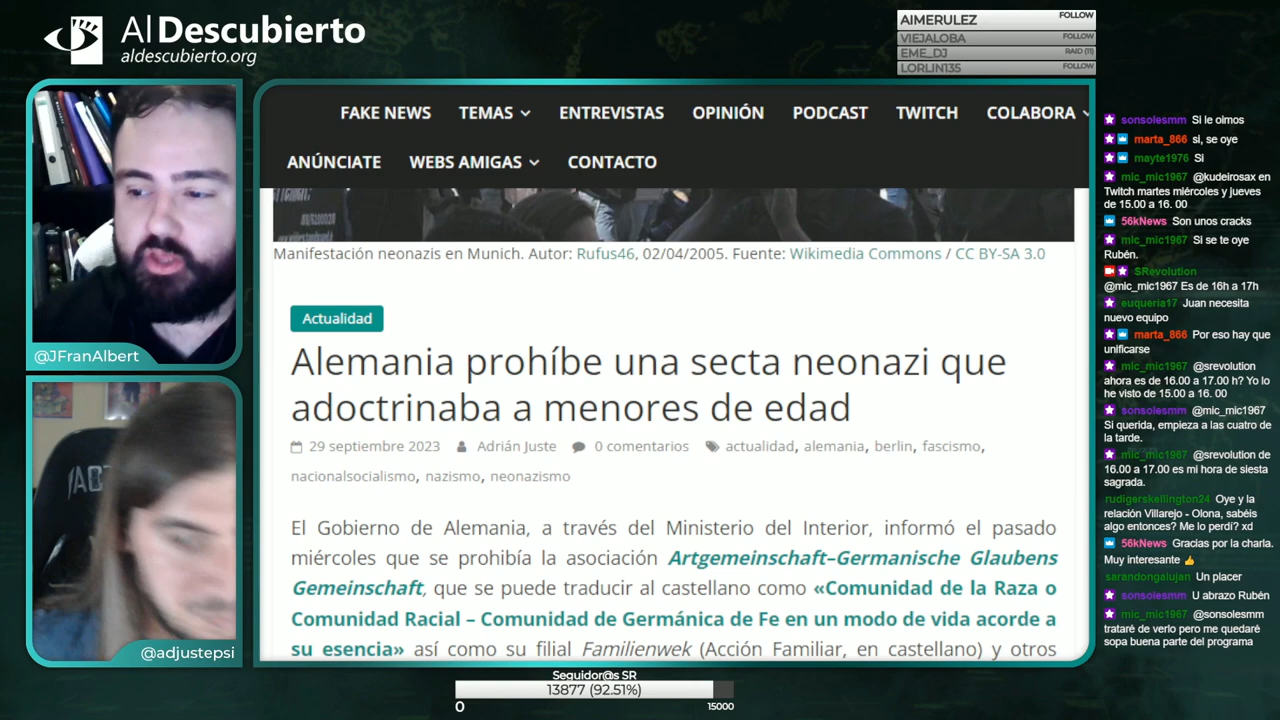 Al Descubierto
aldescubierto.org
AIMERULEZ FOLLOW
VIEJALOBA FOLLOW
EME_DJ RAID (11)
LORLIN135 FOLLOW
FAKE NEWS TEMAS ENTREVISTAS OPINIÓN PODCAST TWITCH COLABORA
ANÚNCIATE WEBS AMIGAS CONTACTO
Manifestación neonazis en Munich. Autor: Rufus46, 02/04/2005. Fuente: Wikimedia Commons / CC BY-SA 3.0
Actualidad
Alemania prohíbe una secta neonazi que
adoctrinaba a menores de edad
29 septiembre 2023 Adrián Juste 0 comentarios actualidad, alemania, berlin, fascismo,
nacionalsocialismo, nazismo, neonazismo
El Gobierno de Alemania, a través del Ministerio del Interior, informó el pasado
miércoles que se prohibía la asociación Artgemeinschaft–Germanische Glaubens
Gemeinschaft, que se puede traducir al castellano como «Comunidad de la Raza o
Comunidad Racial – Comunidad de Germánica de Fe en un modo de vida acorde a
su esencia» así como su filial Familienwek (Acción Familiar, en castellano) y otros
@JFranAlbert
@adjustepsi
sonsolesmm Si le oimos
marta_866 si, se oye
mayte1976 Si
mic_mic1967 @kudeirosax en
Twitch martes miércoles y jueves
de 15.00 a 16. 00
56kNews Son unos cracks
mic_mic1967 Si se te oye
Rubén.
SRevolution
@mic_mic1967 Es de 16h a 17h
euqueria17 Juan necesita
nuevo equipo
marta_866 Por eso hay que
unificarse
mic_mic1967 @srevolution
ahora es de 16.00 a 17.00 h? Yo lo
he visto de 15.00 a 16. 00
sonsolesmm @mic_mic1967
Si querida, empieza a las cuatro de
la tarde.
mic_mic1967 @srevolution de
16.00 a 17.00 es mi hora de siesta
sagrada.
rudigerskellington24 Oye y la
relación Villarejo - Olona, sabéis
algo entonces? Me lo perdí? xd
56kNews Gracias por la charla.
Muy interesante 👍
sarandongalujan Un placer
sonsolesmm U abrazo Rubén
mic_mic1967 @sonsolesmm
trataré de verlo pero me quedaré
sopa buena parte del programa
Seguidor@s SR
13877 (92.51%)
0 15000